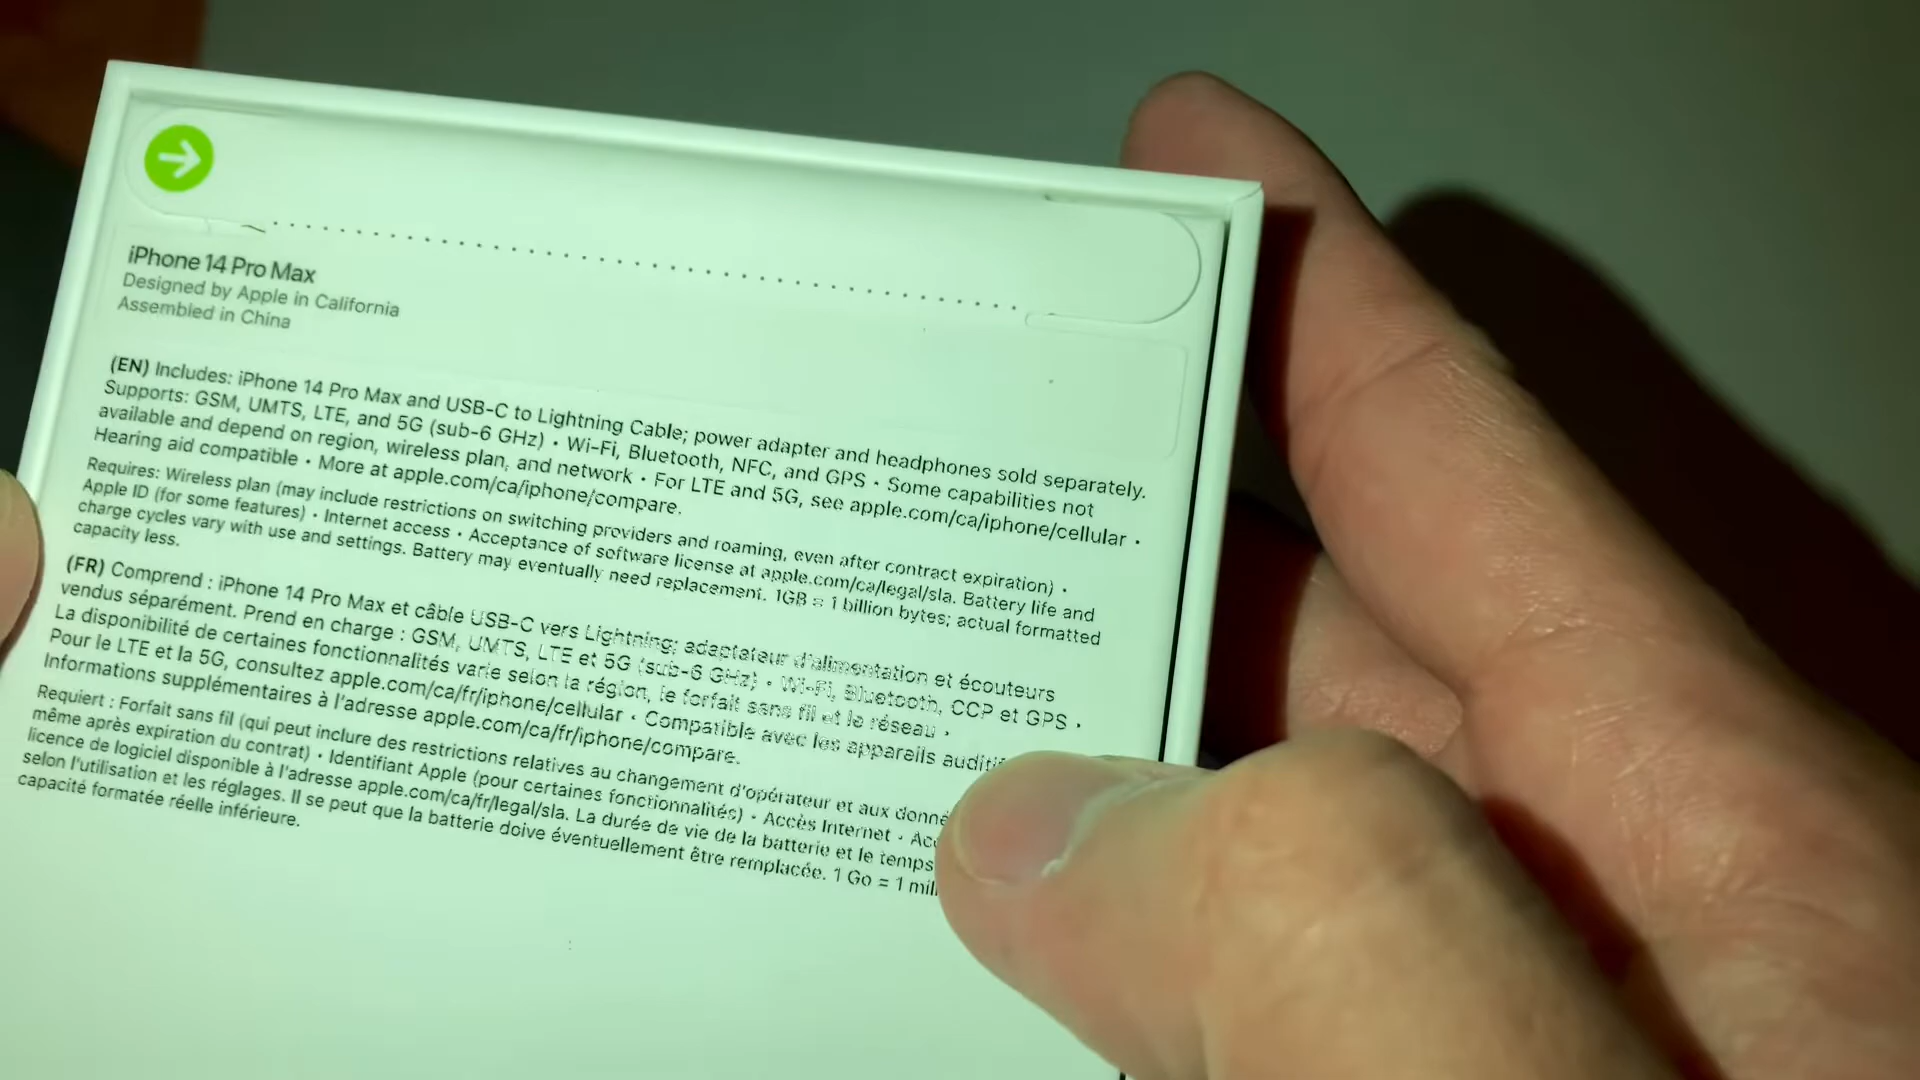 iPhone 14 Pro Max
Designed by Apple in California
Assembled in China
(EN) Includes: iPhone 14 Pro Max and USB-C to Lightning Cable; power adapter and headphones sold separately.
Supports: GSM, UMTS, LTE, and 5G (sub-6 GHz) • Wi-Fi, Bluetooth, NFC, and GPS • Some capabilities not
available and depend on region, wireless plan, and network • For LTE and 5G, see apple.com/ca/iphone/cellular •
Hearing aid compatible • More at apple.com/ca/iphone/compare.
Requires: Wireless plan (may include restrictions on switching providers and roaming, even after contract expiration) •
Apple ID (for some features) • Internet access • Acceptance of software license at apple.com/ca/legal/sla. Battery life and
charge cycles vary with use and settings. Battery may eventually need replacement. 1GB = 1 billion bytes; actual formatted
capacity less.
(FR) Comprend : iPhone 14 Pro Max et câble USB-C vers Lightning; adaptateur d'alimentation et écouteurs
vendus séparément. Prend en charge : GSM, UMTS, LTE et 5G (sub-6 GHz) • Wi-Fi, Bluetooth, CCP et GPS •
La disponibilité de certaines fonctionnalités varie selon la région, le forfait sans fil et le réseau •
Pour le LTE et la 5G, consultez apple.com/ca/fr/iphone/cellular • Compatible avec les appareils
Informations supplémentaires à l'adresse apple.com/ca/fr/iphone/compare.
Requiert : Forfait sans fil (qui peut inclure des restrictions relatives au changement d'opérateur et aux
même après expiration du contrat) • Identifiant Apple (pour certaines fonctionnalités) • Accès Internet •
licence de logiciel disponible à l'adresse apple.com/ca/fr/legal/sla. La durée de vie de la batterie et le temps
selon l'utilisation et les réglages. Il se peut que la batterie doive éventuellement être remplacée. 1 Go = 1
capacité formatée réelle inférieure.